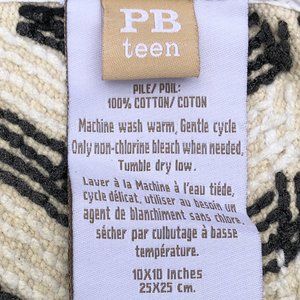 PB
teen
PILE/ POIL:
100% COTTON/ COTON
Machine wash warm, Gentle cycle
Only non-chlorine bleach when needed,
Tumble dry low.
Laver à la Machine à l'eau tiéde,
cycle délicat, utiliser au besoin un
agent de blanchiment sans chlore,
sécher par culbutage à basse
température.
10X10 Inches
25X25 Cm.